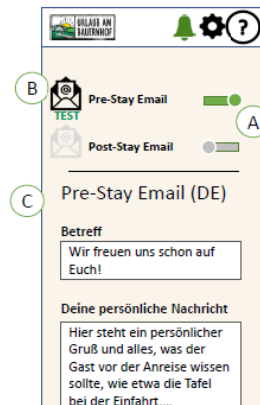 URLAUB AM
BAUERNHOF
?
B
@
TEST
Pre-Stay Email
A
@
Post-Stay Email
C
Pre-Stay Email (DE)
Betreff
Wir freuen uns schon auf
Euch!
Deine persönliche Nachricht
Hier steht ein persönlicher
Gruß und alles, was der
Gast vor der Anreise wissen
sollte, wie etwa die Tafel
bei der Einfahrt....